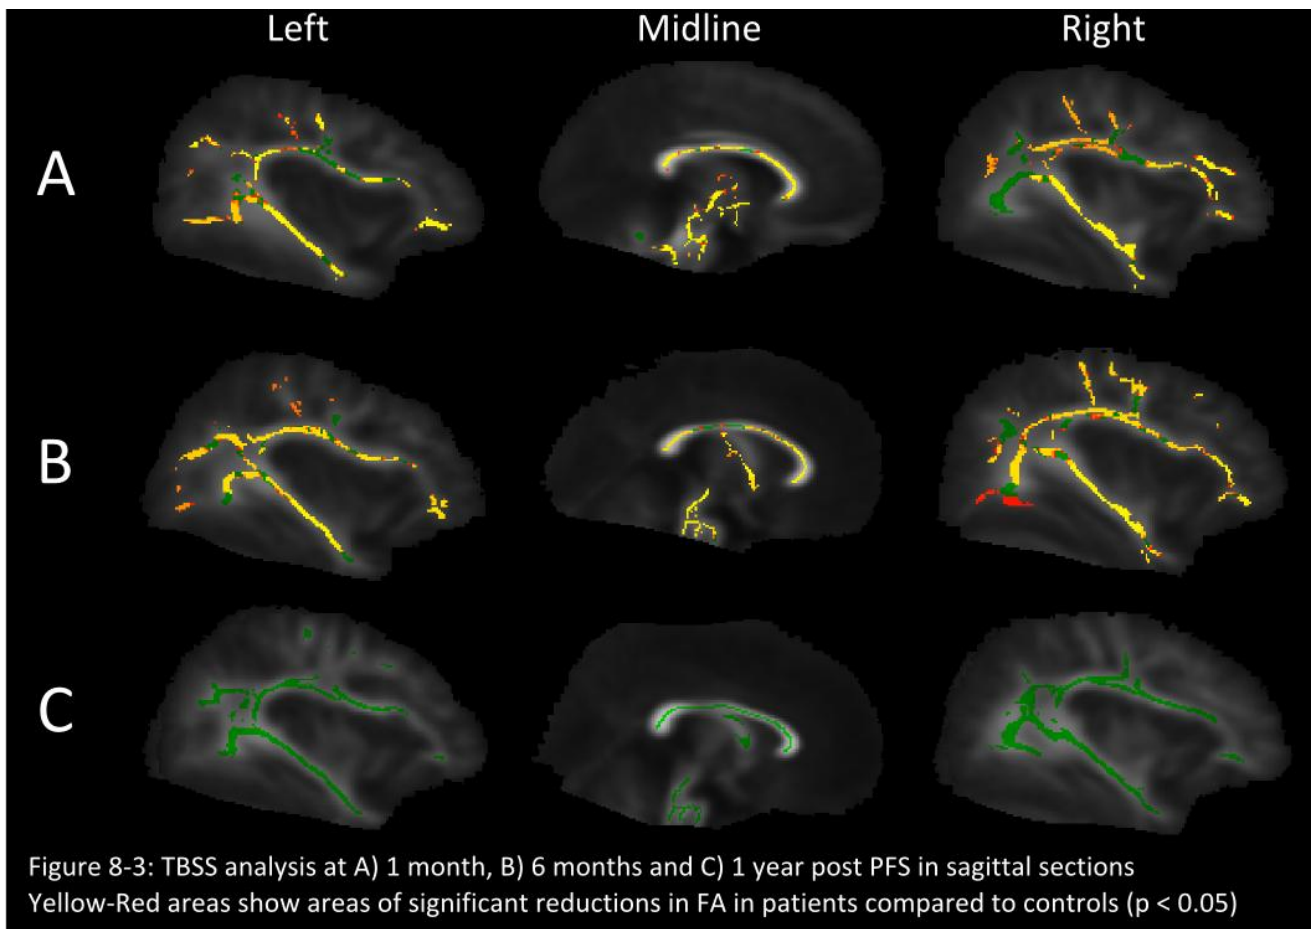 Left Midline Right
A
B
C
Figure 8-3: TBSS analysis at A) 1 month, B) 6 months and C) 1 year post PFS in sagittal sections
Yellow-Red areas show areas of significant reductions in FA in patients compared to controls (p < 0.05)